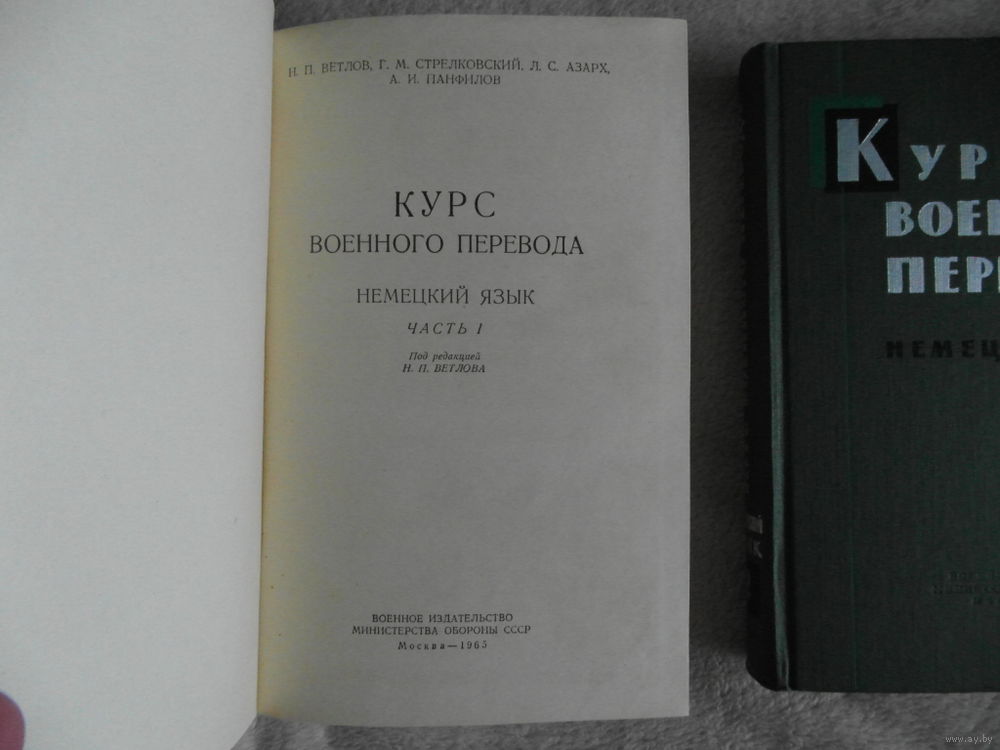 Н. П. ВЕТЛОВ, Г. М. СТРЕЛКОВСКИЙ, Л. С. АЗАРХ,
А. И. ПАНФИЛОВ
КУРС
ВОЕННОГО ПЕРЕВОДА
НЕМЕЦКИЙ ЯЗЫК
ЧАСТЬ I
Под редакцией
Н. П. ВЕТЛОВА
ВОЕННОЕ ИЗДАТЕЛЬСТВО
МИНИСТЕРСТВА ОБОРОНЫ СССР
Москва—1965
КУР
ВОЕН
ПЕР
НЕМЕЦ
www.ay.by